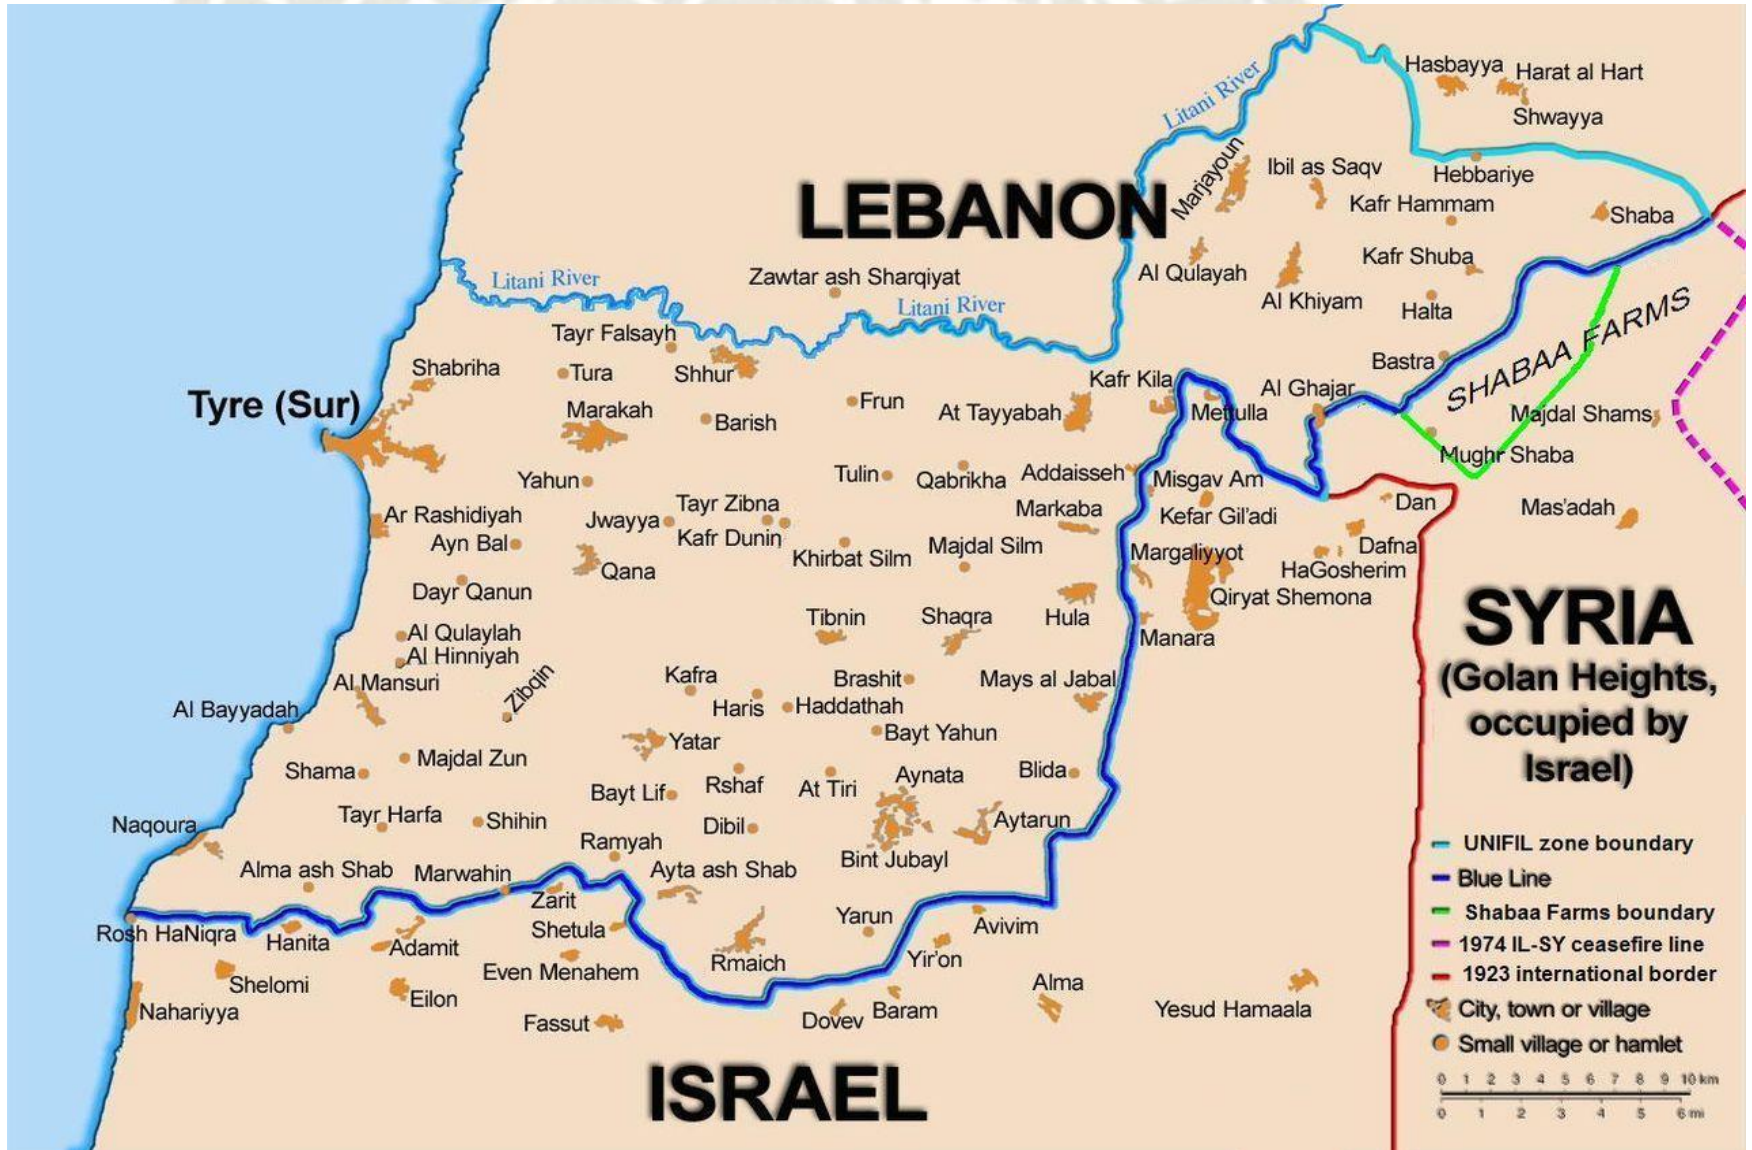 Hasbayya
Harat al Hart
Shwayya
Litani River
Marjayoun
Ibil as Saqv
Hebbariye
LEBANON
Kafr Hammam
Shaba
Kafr Shuba
Al Qulayah
Litani River
Zawtar ash Sharqiyat
Litani River
Al Khiyam
Halta
Tayr Falsayh
Bastra
SHABAA FARMS
Shabriha
Tura
Shhur
Kafr Kila
Al Ghajar
Tyre (Sur)
Marakah
Barish
Frun
At Tayyabah
Metulla
Majdal Shams
Mughr Shaba
Yahun
Tulin
Qabrikha
Addaisseh
Misgav Am
Dan
Mas'adah
Ar Rashidiyah
Jwayya
Tayr Zibna
Kafr Dunin
Markaba
Kefar Gil'adi
Ayn Bal
Khirbat Silm
Majdal Silm
Margaliyyot
Dafna
HaGosherim
Qana
Dayr Qanun
Qiryat Shemona
Tibnin
Shaqra
Hula
Manara
SYRIA
(Golan Heights,
occupied by
Israel)
Al Qulaylah
Al Hinniyah
Al Mansuri
Zibqin
Kafra
Haris
Brashit
Haddathah
Mays al Jabal
Al Bayyadah
Yatar
Bayt Yahun
Shama
Majdal Zun
Bayt Lif
Rshaf
At Tiri
Aynata
Blida
Naqoura
Tayr Harfa
Shihin
Dibil
Aytarun
Ramyah
Bint Jubayl
Alma ash Shab
Marwahin
Ayta ash Shab
Zarit
Rosh HaNiqra
Hanita
Adamit
Shetula
Yarun
Avivim
Even Menahem
Rmaich
Yir'on
Shelomi
Eilon
Nahariyya
Fassut
Dovev
Baram
Alma
Yesud Hamaala
ISRAEL
UNIFIL zone boundary
Blue Line
Shabaa Farms boundary
1974 IL-SY ceasefire line
1923 international border
City, town or village
Small village or hamlet
0 1 2 3 4 5 6 7 8 9 10 km
0 1 2 3 4 5 6 mi